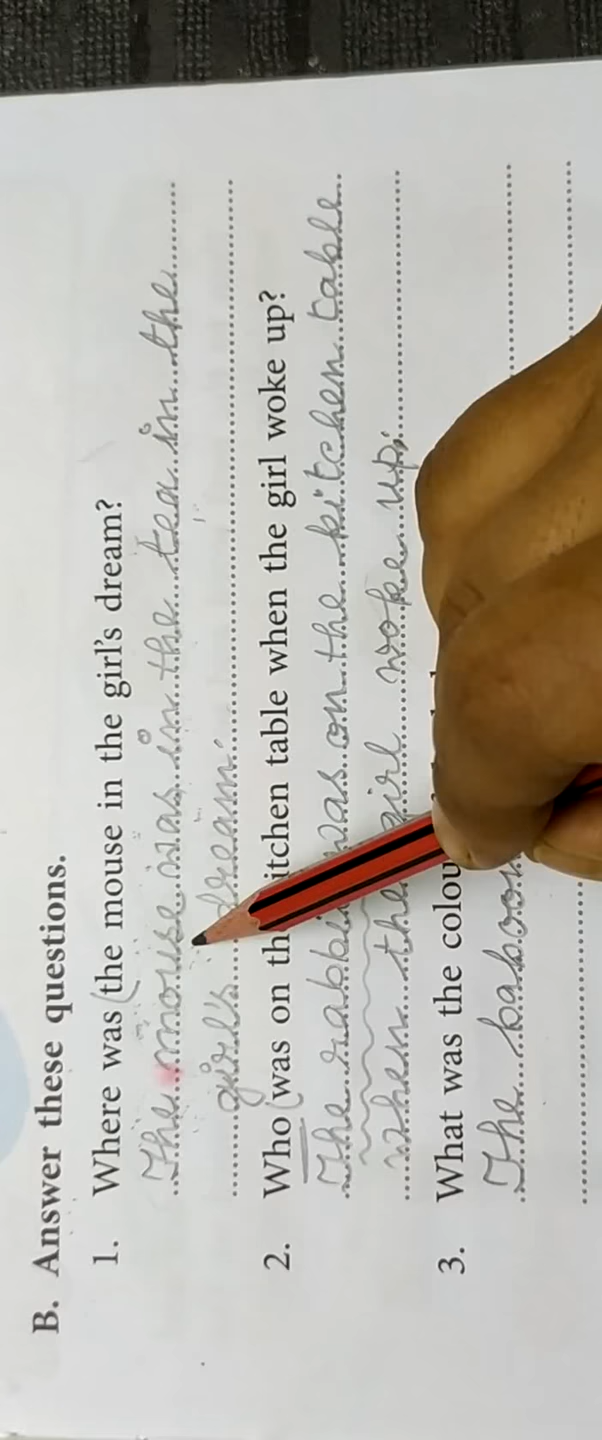 B. Answer these questions.
1. Where was (the mouse in the girl's dream?
The mouse was in the tea in the
girl's dream.
2. Who (was on th itchen table when the girl woke up?
The rabbi was on the kitchen table
when the girl woke up.
3. What was the colou
The baboon